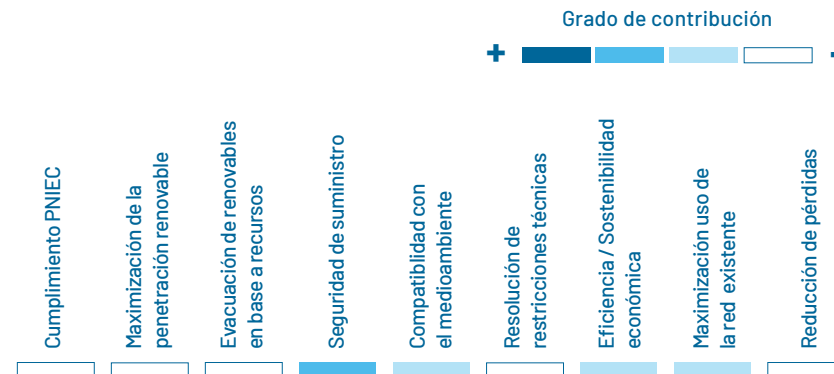 Grado de contribución
+ -
Cumplimiento PNIEC
Maximización de la
penetración renovable
Evacuación de renovables
en base a recursos
Seguridad de suministro
Compatiblidad con
el medioambiente
Resolución de
restricciones técnicas
Eficiencia / Sostenibilidad
económica
Maximización uso de
la red existente
Reducción de pérdidas